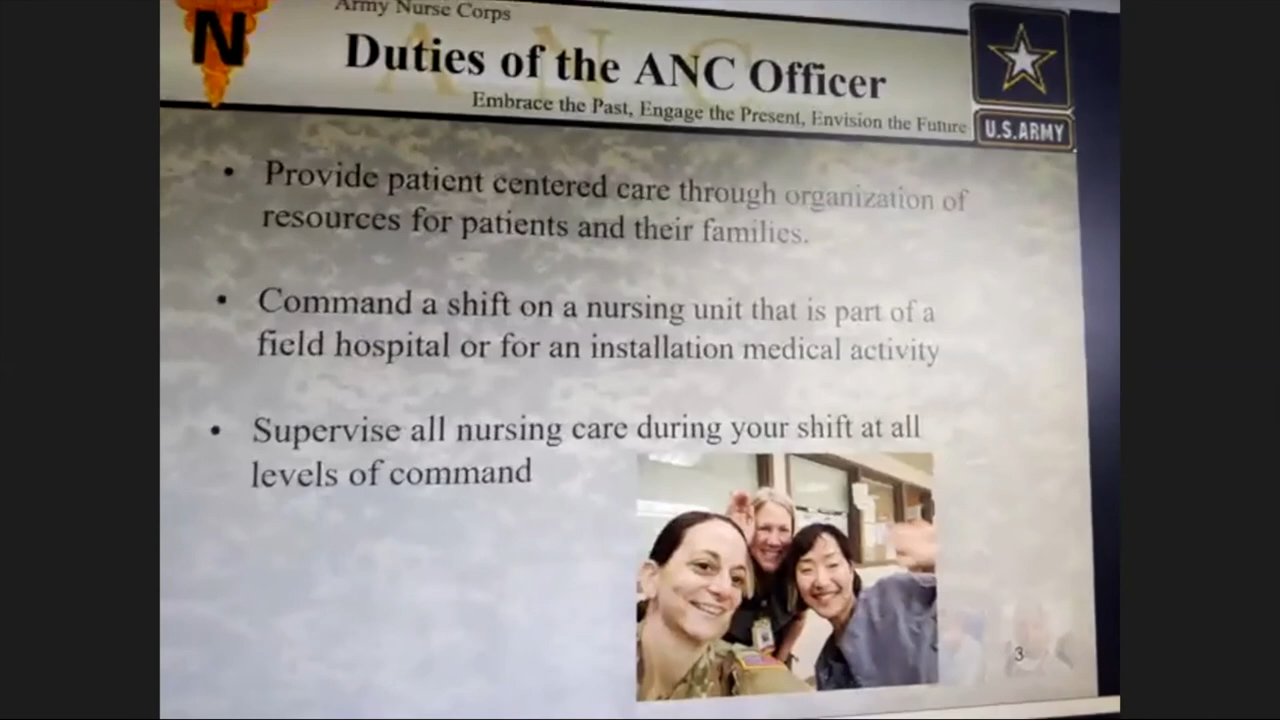 Army Nurse Corps
N
Duties of the ANC Officer
Embrace the Past, Engage the Present, Envision the Future
U.S.ARMY
• Provide patient centered care through organization of
resources for patients and their families.
• Command a shift on a nursing unit that is part of a
field hospital or for an installation medical activity
• Supervise all nursing care during your shift at all
levels of command
3